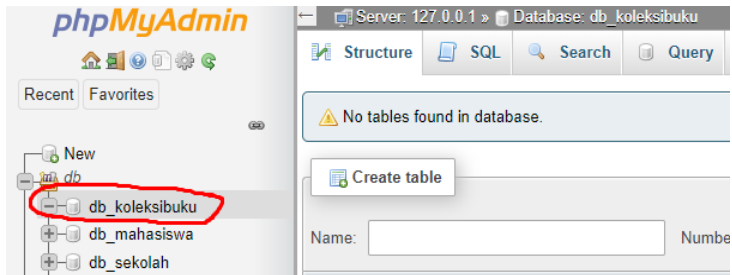 phpMyAdmin
Recent Favorites
New
db
db_koleksibuku
db_mahasiswa
db_sekolah
Server: 127.0.0.1 » Database: db_koleksibuku
Structure SQL Search Query
No tables found in database.
Create table
Name: